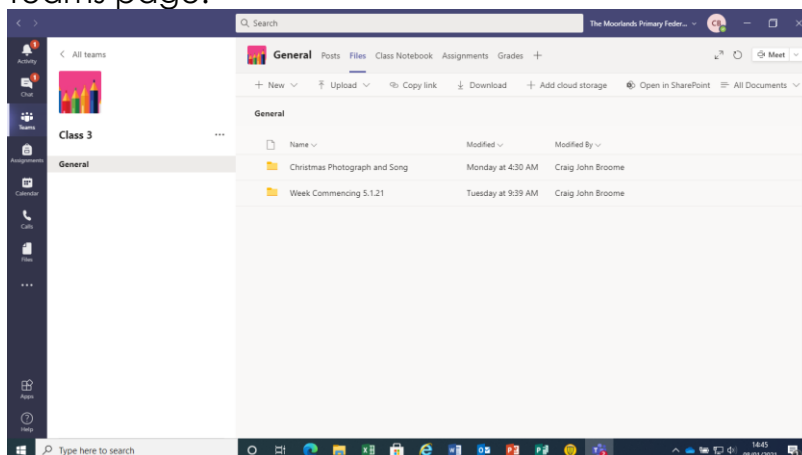 Teams page.
Search
The Moorlands Primary Feder...
CB
Activity
Chat
Teams
Assignments
Calendar
Calls
Files
Apps
Help
All teams
Class 3
General
General Posts Files Class Notebook Assignments Grades
Meet
New Upload Copy link Download Add cloud storage Open in SharePoint All Documents
General
Name Modified Modified By
Christmas Photograph and Song Monday at 4:30 AM Craig John Broome
Week Commencing 5.1.21 Tuesday at 9:39 AM Craig John Broome
Type here to search
14:45